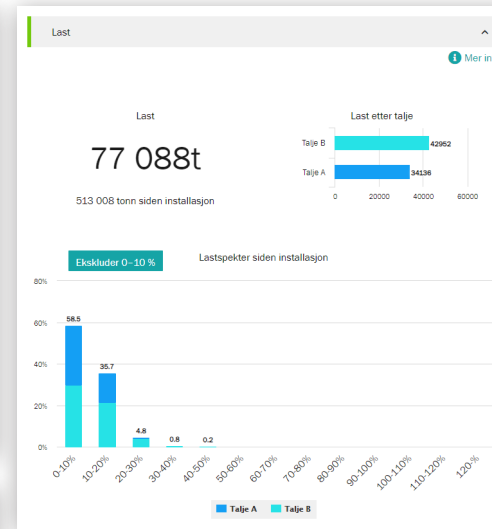 Last
Mer in
Last
77 088t
513 008 tonn siden installasjon
Last etter talje
Talje B
42952
Talje A
34136
0 20000 40000 60000
Ekskluder 0–10 %
Lastspekter siden installasjon
80%
60%
40%
20%
0%
58.5
35.7
4.8
0.8
0.2
0-10% 10-20% 20-30% 30-40% 40-50% 50-60% 60-70% 70-80% 80-90% 90-100% 100-110% 110-120% 120-%
Talje A Talje B